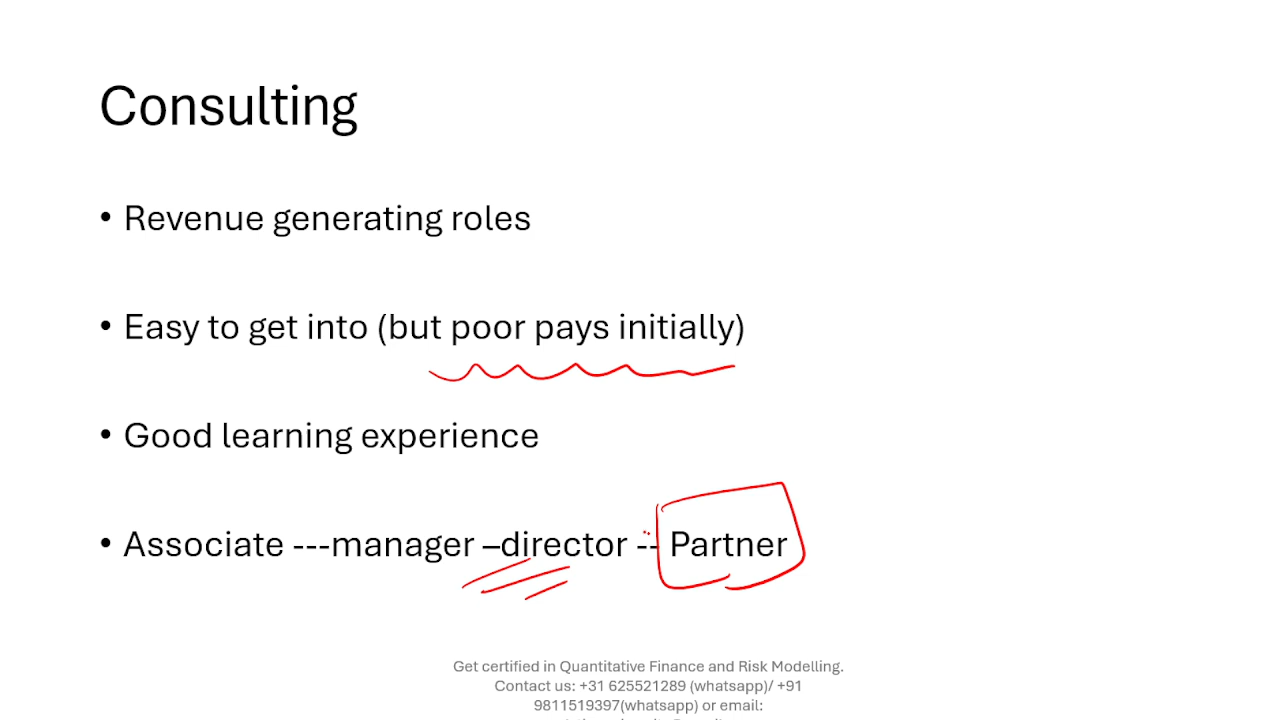 Consulting
• Revenue generating roles
• Easy to get into (but poor pays initially)
• Good learning experience
• Associate ---manager –director -- Partner
Get certified in Quantitative Finance and Risk Modelling.
Contact us: +31 625521289 (whatsapp)/ +91
9811519397(whatsapp) or email: